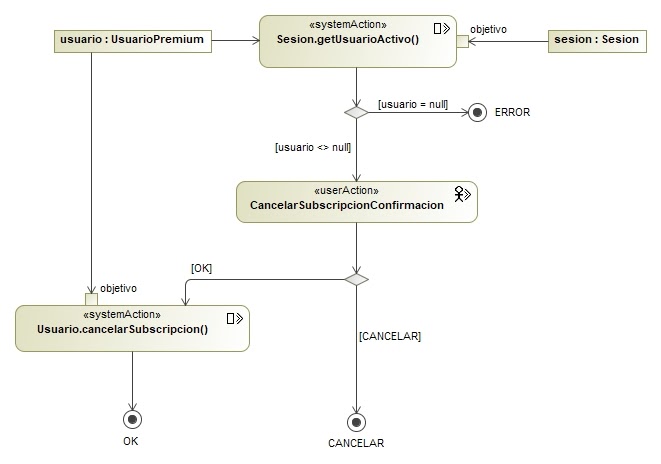 «systemAction»
Sesion.getUsuarioActivo()
usuario : UsuarioPremium
objetivo
sesion : Sesion
[usuario = null]
ERROR
[usuario <> null]
«userAction»
CancelarSubscripcionConfirmacion
[OK]
objetivo
«systemAction»
Usuario.cancelarSubscripcion()
[CANCELAR]
OK
CANCELAR